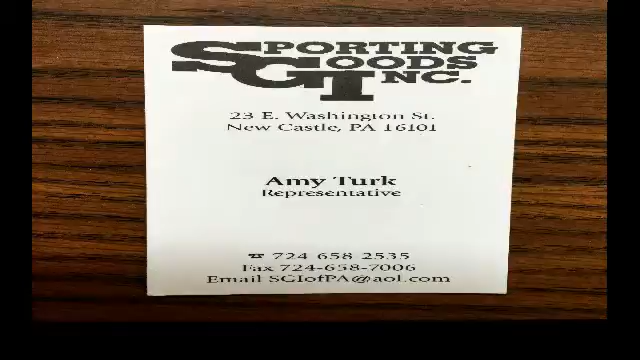 SPORTING
GOODS
INC.
23 E. Washington St.
New Castle, PA 16101
Amy Turk
Representative
☎ 724 658 2535
Fax 724-658-7006
Email SGIofPA@aol.com